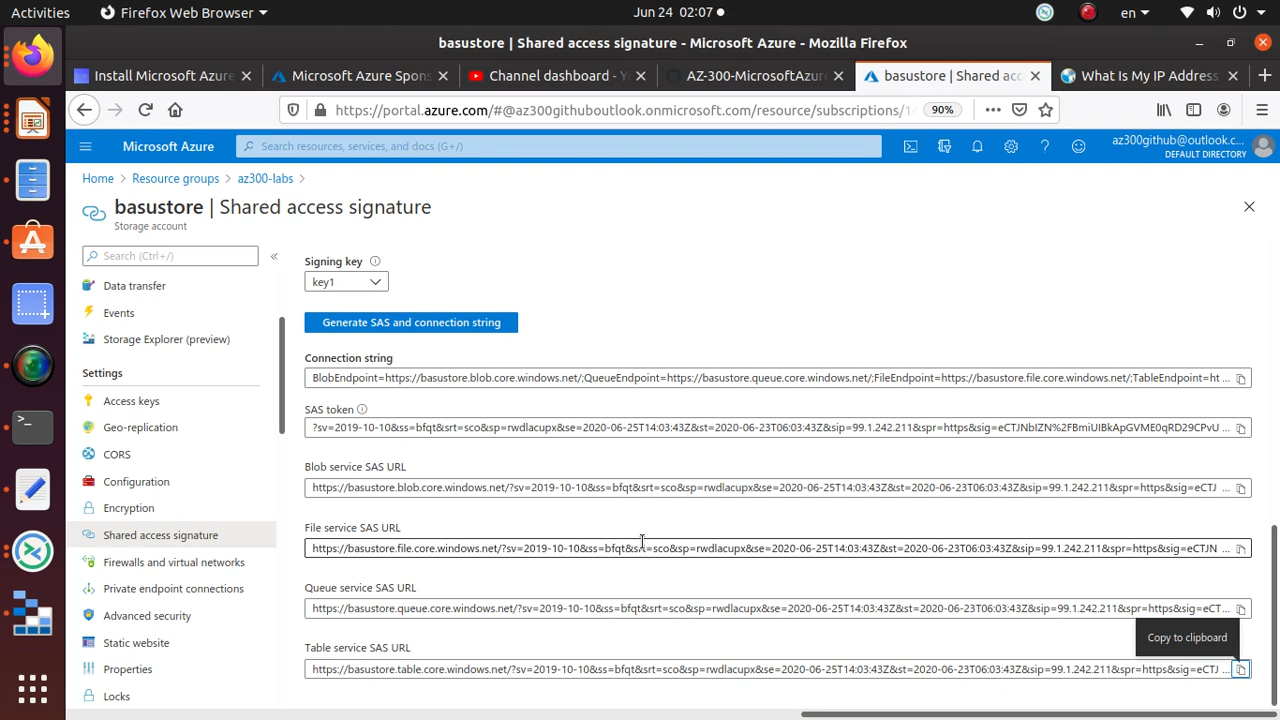 Activities
Firefox Web Browser
Jun 24 02:07
en
basustore | Shared access signature - Microsoft Azure - Mozilla Firefox
Install Microsoft Azure
Microsoft Azure Spons
Channel dashboard - Y
AZ-300-MicrosoftAzure
basustore | Shared acc
What Is My IP Address
https://portal.azure.com/#@az300githuboutlook.onmicrosoft.com/resource/subscriptions/1
90%
Microsoft Azure
Search resources, services, and docs (G+/)
az300github@outlook.c...
DEFAULT DIRECTORY
Home > Resource groups > az300-labs >
basustore | Shared access signature
Storage account
Search (Ctrl+/)
Data transfer
Events
Storage Explorer (preview)
Settings
Access keys
Geo-replication
CORS
Configuration
Encryption
Shared access signature
Firewalls and virtual networks
Private endpoint connections
Advanced security
Static website
Properties
Locks
Signing key
key1
Generate SAS and connection string
Connection string
BlobEndpoint=https://basustore.blob.core.windows.net/;QueueEndpoint=https://basustore.queue.core.windows.net/;FileEndpoint=https://basustore.file.core.windows.net/;TableEndpoint=ht ...
SAS token
?sv=2019-10-10&ss=bfqt&srt=sco&sp=rwdlacupx&se=2020-06-25T14:03:43Z&st=2020-06-23T06:03:43Z&sip=99.1.242.211&spr=https&sig=eCTJNbIZN%2FBmiUIBkApGVME0qRD29CPvU ...
Blob service SAS URL
https://basustore.blob.core.windows.net/?sv=2019-10-10&ss=bfqt&srt=sco&sp=rwdlacupx&se=2020-06-25T14:03:43Z&st=2020-06-23T06:03:43Z&sip=99.1.242.211&spr=https&sig=eCTJ ...
File service SAS URL
https://basustore.file.core.windows.net/?sv=2019-10-10&ss=bfqt&srt=sco&sp=rwdlacupx&se=2020-06-25T14:03:43Z&st=2020-06-23T06:03:43Z&sip=99.1.242.211&spr=https&sig=eCTJN ...
Queue service SAS URL
https://basustore.queue.core.windows.net/?sv=2019-10-10&ss=bfqt&srt=sco&sp=rwdlacupx&se=2020-06-25T14:03:43Z&st=2020-06-23T06:03:43Z&sip=99.1.242.211&spr=https&sig=eCT...
Copy to clipboard
Table service SAS URL
https://basustore.table.core.windows.net/?sv=2019-10-10&ss=bfqt&srt=sco&sp=rwdlacupx&se=2020-06-25T14:03:43Z&st=2020-06-23T06:03:43Z&sip=99.1.242.211&spr=https&sig=eCTJ ...